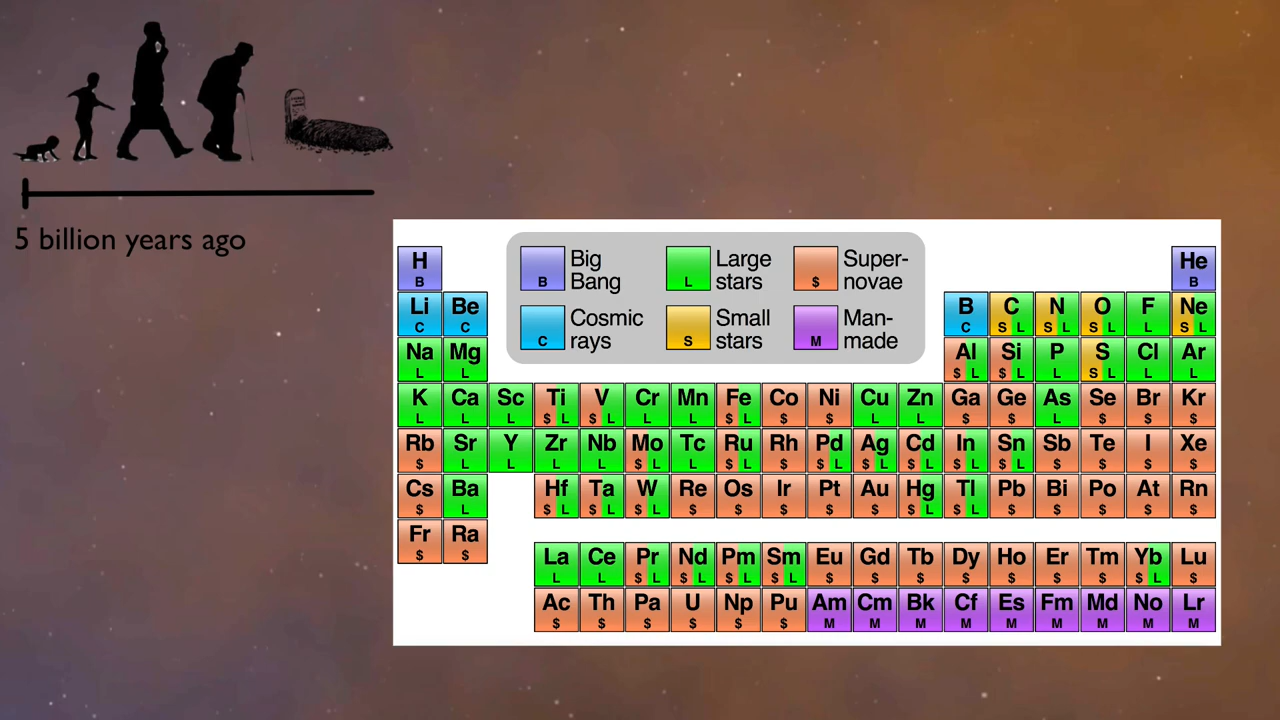 5 billion years ago
H He
B B
Big Bang Large stars Super-novae
B L $
Cosmic rays Small stars Man-made
C S M
Li Be B C N O F Ne
C C C S L S L S L L S L
Na Mg Al Si P S Cl Ar
L L $ L $ L L S L L L
K Ca Sc Ti V Cr Mn Fe Co Ni Cu Zn Ga Ge As Se Br Kr
L L L $ L $ L L L $ L $ $ L L $ $ L $ $ $
Rb Sr Y Zr Nb Mo Tc Ru Rh Pd Ag Cd In Sn Sb Te I Xe
$ L L L L $ L L $ L $ $ L $ L $ L $ L $ L $ $ $ $
Cs Ba Hf Ta W Re Os Ir Pt Au Hg Tl Pb Bi Po At Rn
$ L $ L $ L $ L $ $ $ $ $ $ L $ L $ $ $ $ $
Fr Ra
$ $
La Ce Pr Nd Pm Sm Eu Gd Tb Dy Ho Er Tm Yb Lu
L L $ L $ L $ L $ L $ $ $ $ $ $ $ $ L $
Ac Th Pa U Np Pu Am Cm Bk Cf Es Fm Md No Lr
$ $ $ $ $ $ M M M M M M M M M